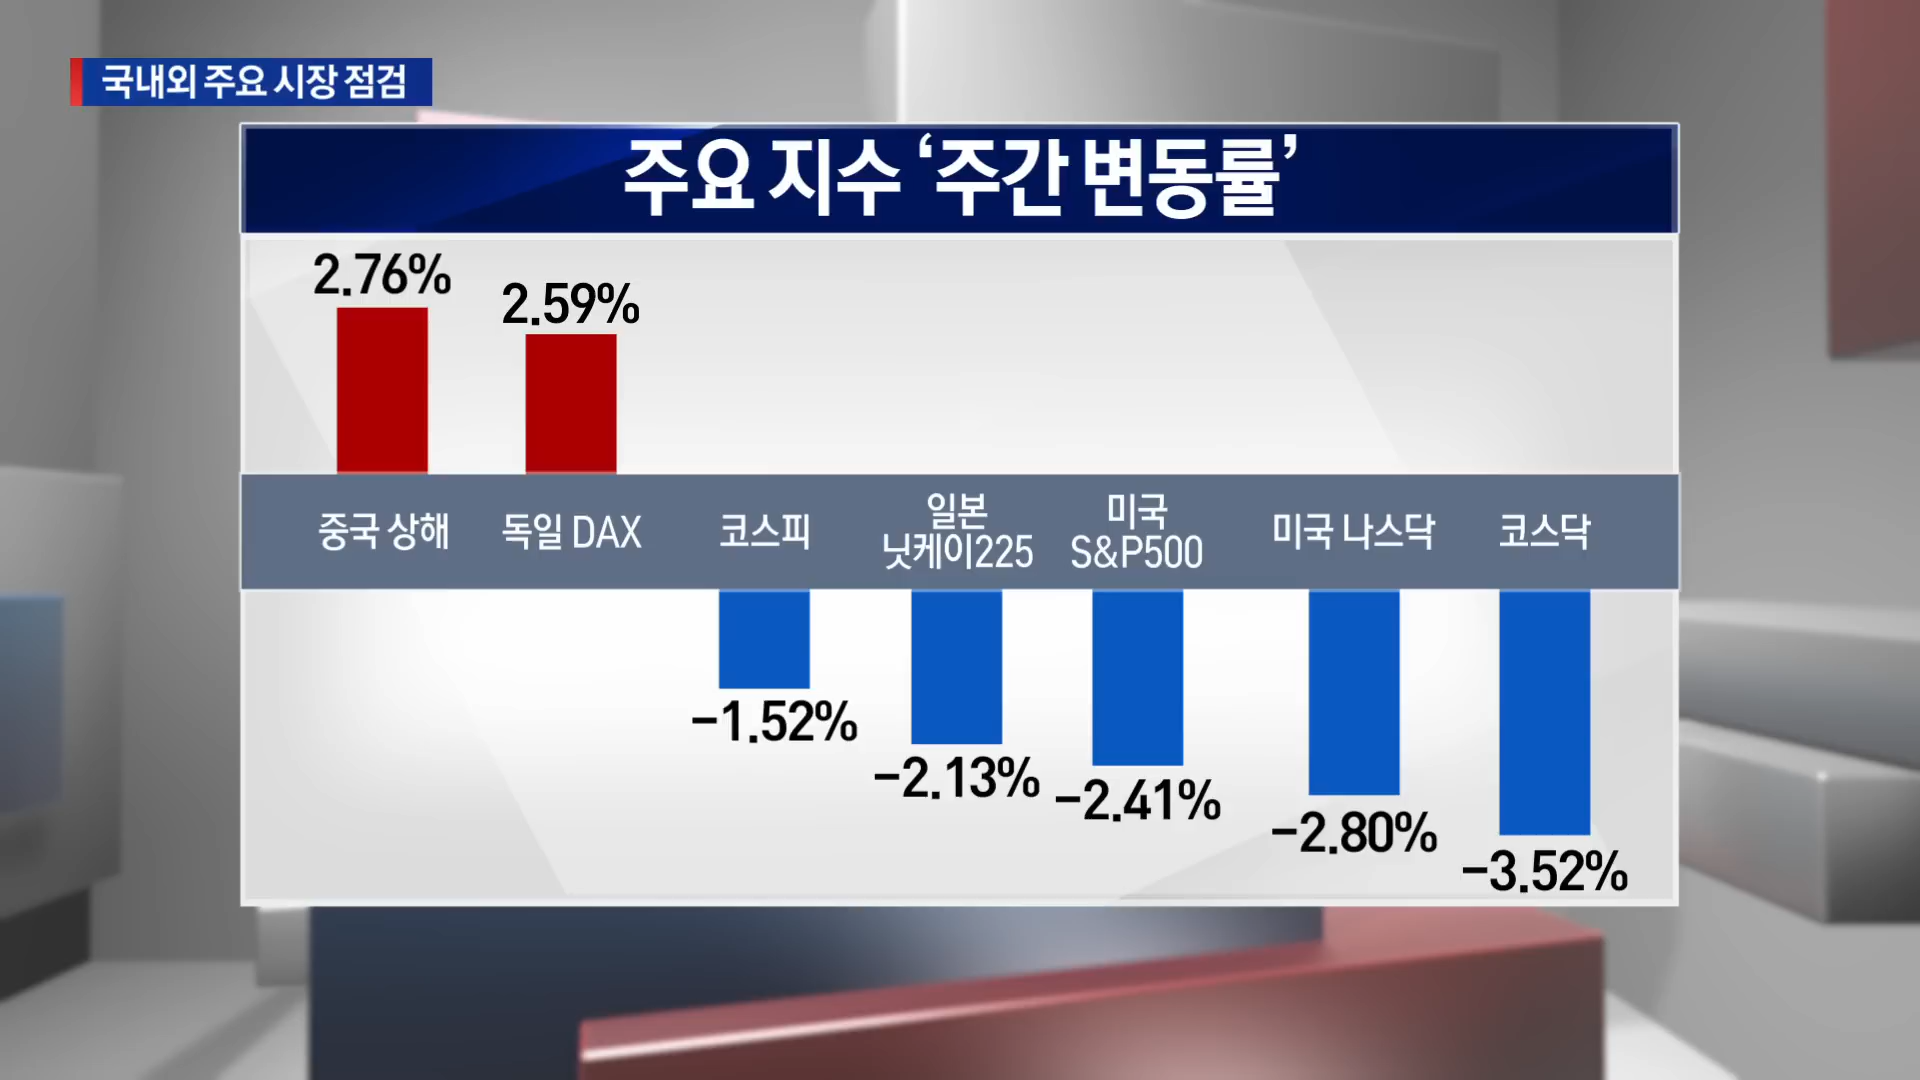 국내외 주요 시장 점검
주요 지수 ‘주간 변동률’
2.76%
2.59%
중국 상해
독일 DAX
코스피
일본
닛케이225
미국
S&P500
미국 나스닥
코스닥
-1.52%
-2.13%
-2.41%
-2.80%
-3.52%